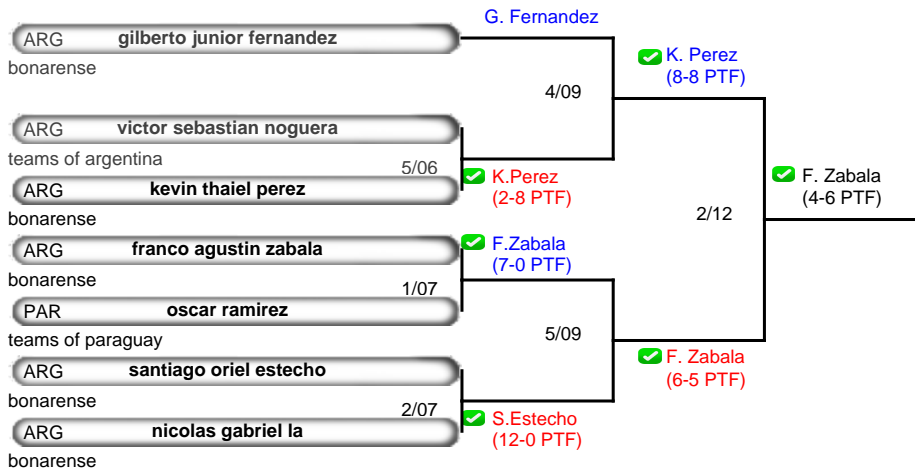 G. Fernandez
ARG gilberto junior fernandez
bonarense
K. Perez
(8-8 PTF)
4/09
ARG victor sebastian noguera
teams of argentina
5/06
K.Perez
(2-8 PTF)
ARG kevin thaiel perez
bonarense
F. Zabala
(4-6 PTF)
2/12
ARG franco agustin zabala
bonarense
F.Zabala
(7-0 PTF)
1/07
PAR oscar ramirez
teams of paraguay
5/09
ARG santiago oriel estecho
bonarense
F. Zabala
(6-5 PTF)
2/07
S.Estecho
(12-0 PTF)
ARG nicolas gabriel la
bonarense